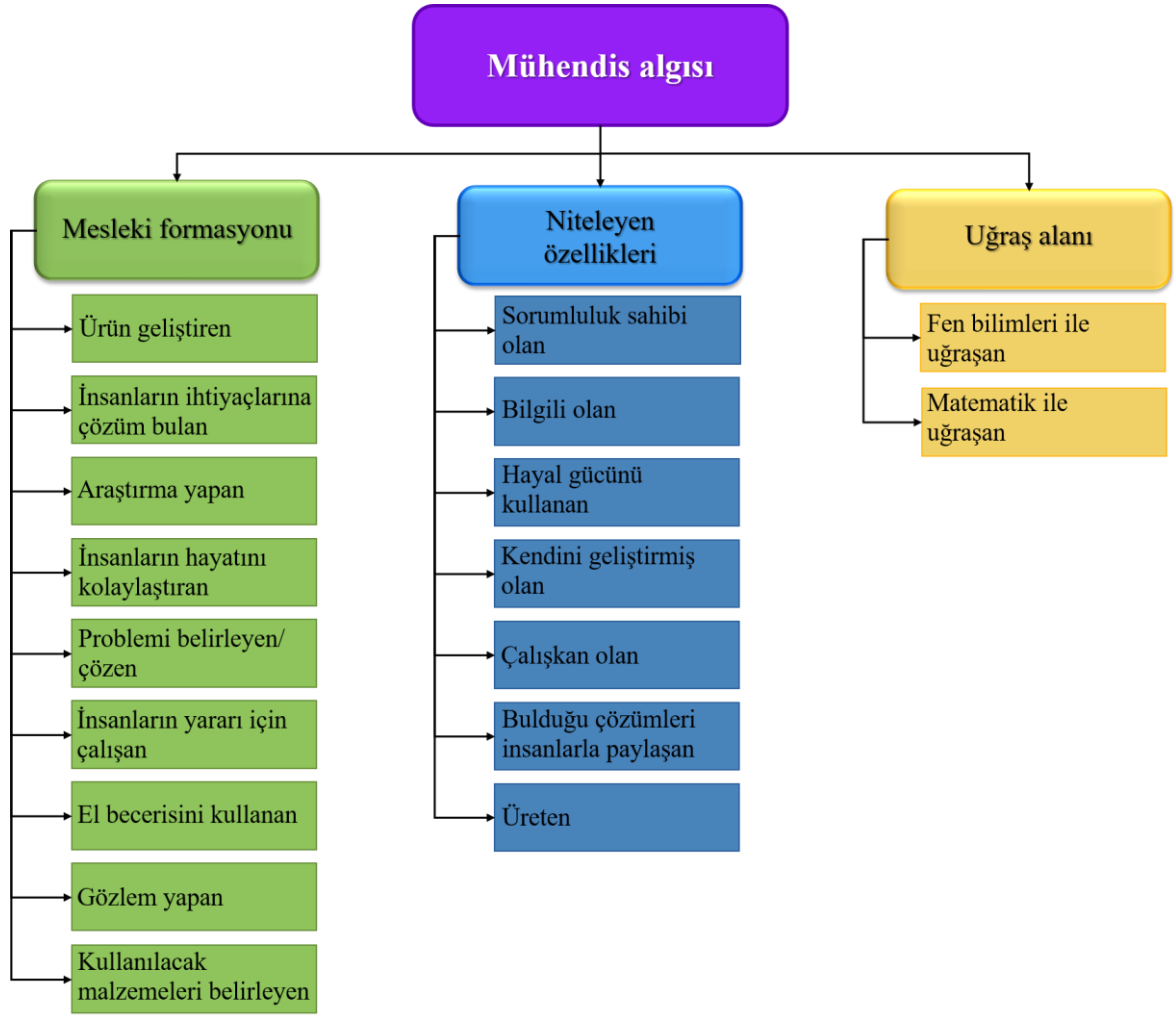 Mühendis algısı
Mesleki formasyonu
Ürün geliştiren
İnsanların ihtiyaçlarına
çözüm bulan
Araştırma yapan
İnsanların hayatını
kolaylaştıran
Problemi belirleyen/
çözen
İnsanların yararı için
çalışan
El becerisini kullanan
Gözlem yapan
Kullanılacak
malzemeleri belirleyen
Niteleyen
özellikleri
Sorumluluk sahibi
olan
Bilgili olan
Hayal gücünü
kullanan
Kendini geliştirmiş
olan
Çalışkan olan
Bulduğu çözümleri
insanlarla paylaşan
Üreten
Uğraş alanı
Fen bilimleri ile
uğraşan
Matematik ile
uğraşan